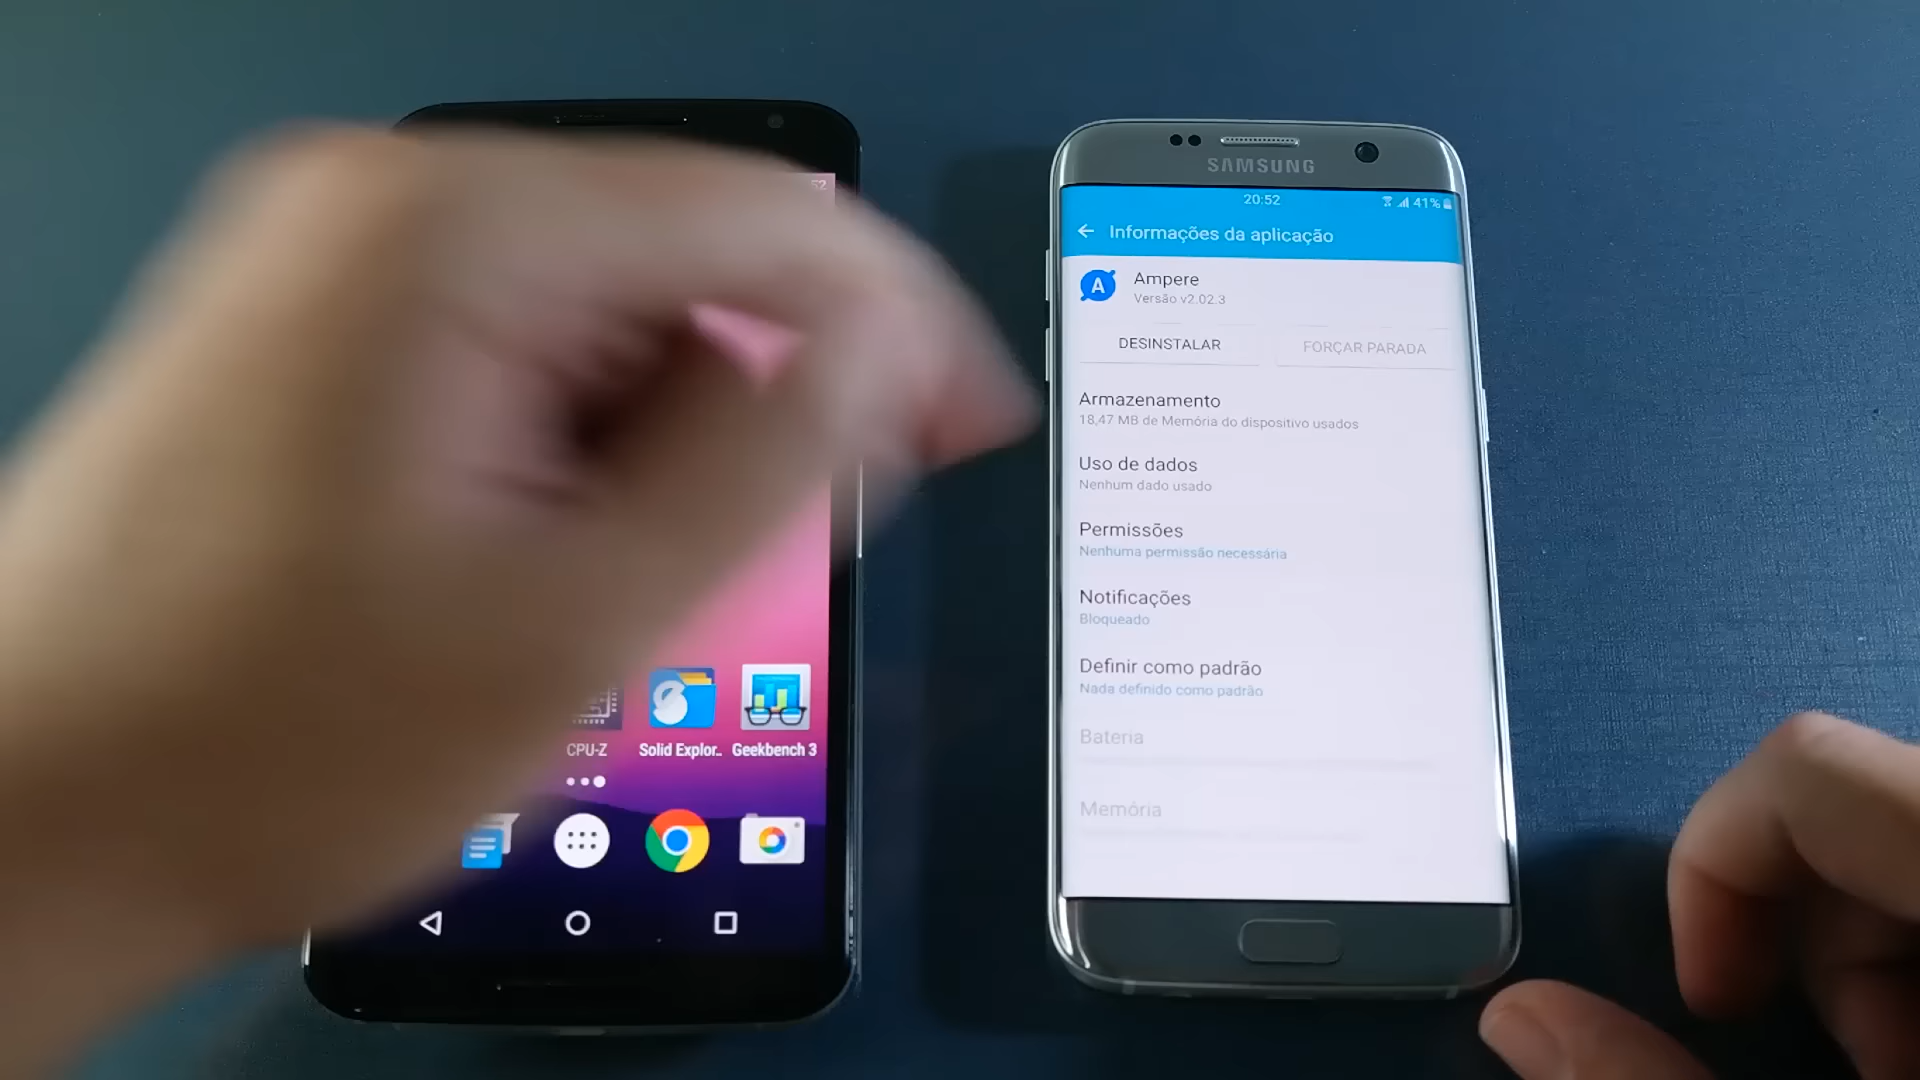 52
CPU-Z
Solid Explor..
Geekbench 3
SAMSUNG
20:52
41%
Informações da aplicação
A
Ampere
Versão v2.02.3
DESINSTALAR
FORÇAR PARADA
Armazenamento
18,47 MB de Memória do dispositivo usados
Uso de dados
Nenhum dado usado
Permissões
Nenhuma permissão necessária
Notificações
Bloqueado
Definir como padrão
Nada definido como padrão
Bateria
Memória